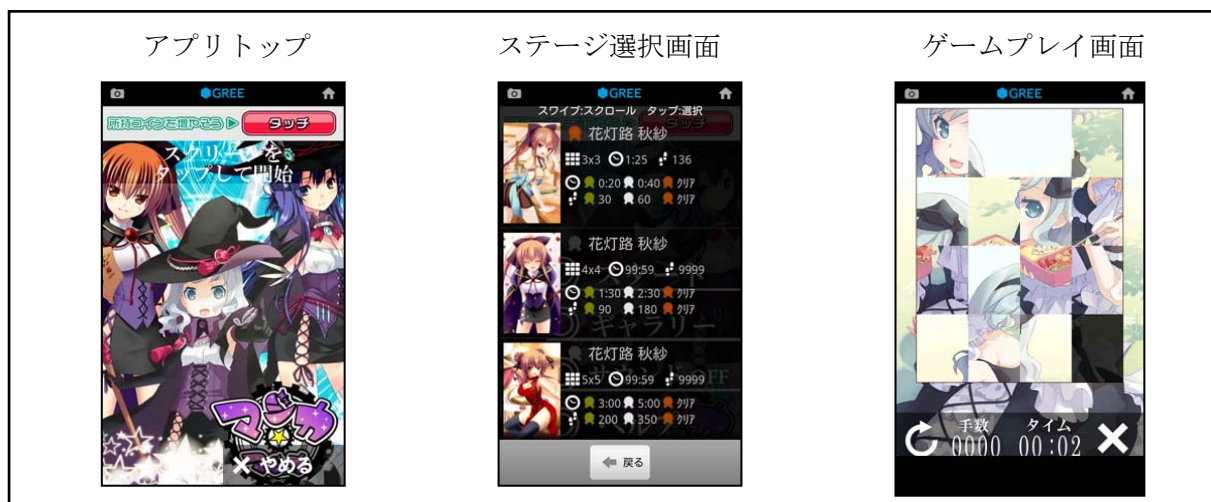 アプリトップ
ステージ選択画面
ゲームプレイ画面
GREE
所持コインを増やそう
タッチ
スクリーンを
タップして開始
マジカ
やめる
GREE
スワイプ:スクロール タップ:選択
花灯路 秋紗
3x3 1:25 136
0:20 0:40 クリア
30 60 クリア
花灯路 秋紗
4x4 99:59 9999
1:30 2:30 クリア
90 180 クリア
ギャラリー
花灯路 秋紗
5x5 99:59 9999
3:00 5:00 クリア
200 350 クリア
戻る
GREE
手数 タイム
0000 00:02